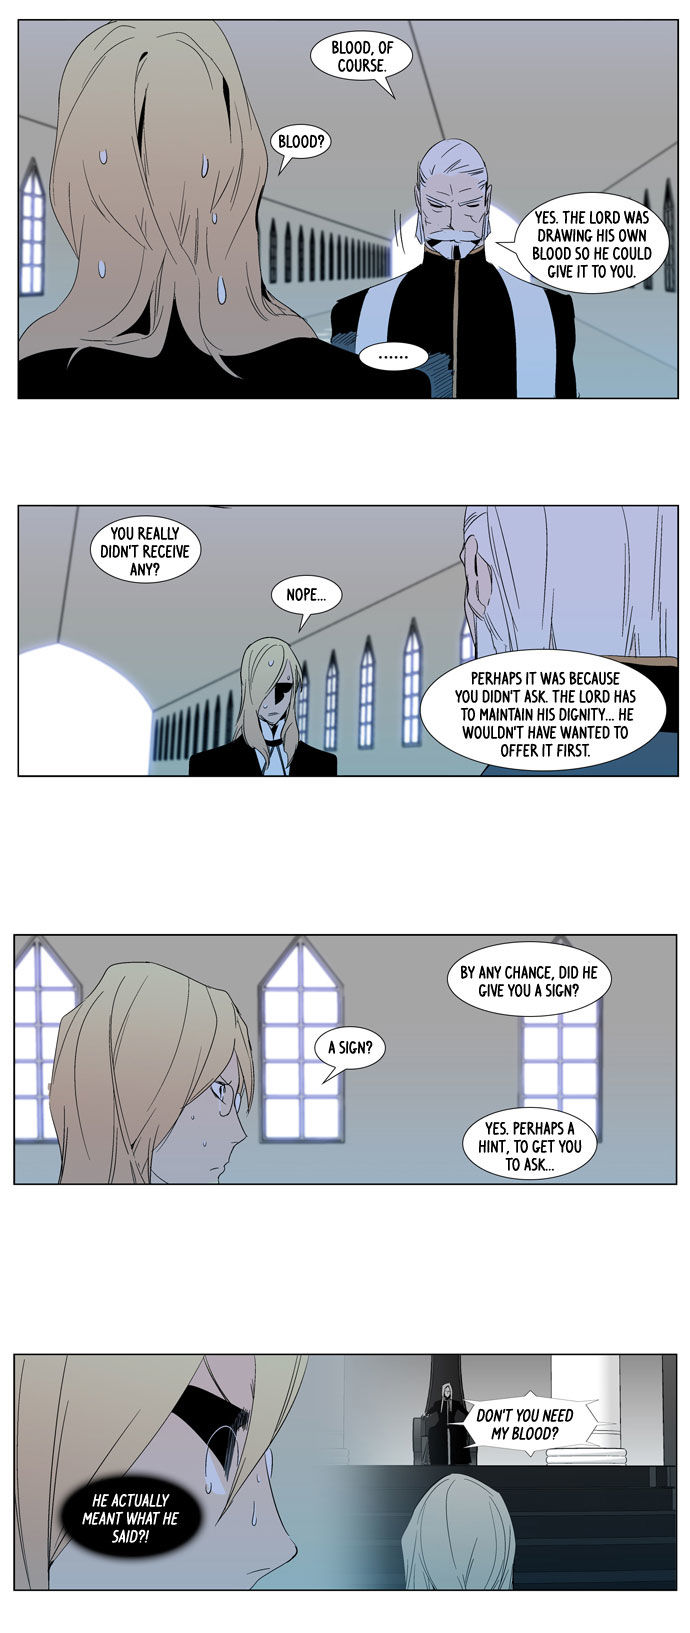 BLOOD, OF
COURSE.
BLOOD?
YES. THE LORD WAS
DRAWING HIS OWN
BLOOD SO HE COULD
GIVE IT TO YOU.
......
YOU REALLY
DIDN'T RECEIVE
ANY?
NOPE...
PERHAPS IT WAS BECAUSE
YOU DIDN'T ASK. THE LORD HAS
TO MAINTAIN HIS DIGNITY... HE
WOULDN'T HAVE WANTED TO
OFFER IT FIRST.
BY ANY CHANCE, DID HE
GIVE YOU A SIGN?
A SIGN?
YES. PERHAPS A
HINT, TO GET YOU
TO ASK...
DON'T YOU NEED
MY BLOOD?
HE ACTUALLY
MEANT WHAT HE
SAID?!